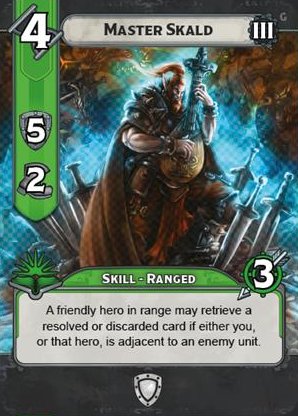 4
MASTER SKALD
III
G
5
2
SKILL - RANGED
3
A friendly hero in range may retrieve a
resolved or discarded card if either you,
or that hero, is adjacent to an enemy unit.